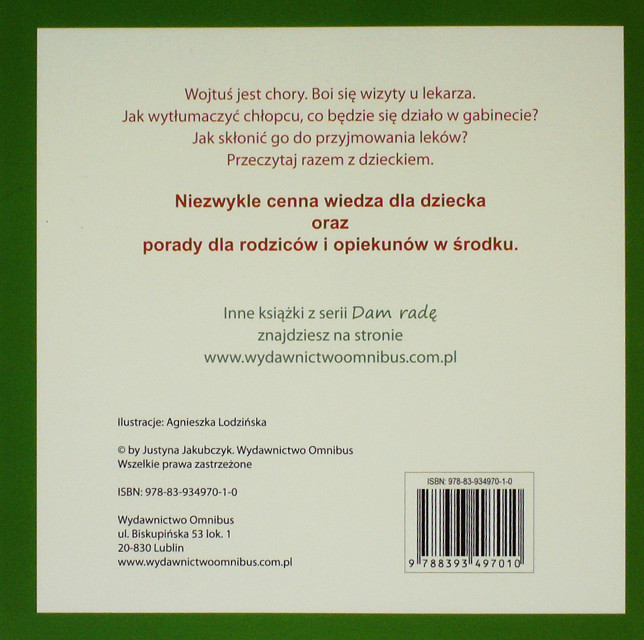 Wojtuś jest chory. Boi się wizyty u lekarza.
Jak wytłumaczyć chłopcu, co będzie się działo w gabinecie?
Jak skłonić go do przyjmowania leków?
Przeczytaj razem z dzieckiem.
Niezwykle cenna wiedza dla dziecka
oraz
porady dla rodziców i opiekunów w środku.
Inne książki z serii Dam radę
znajdziesz na stronie
www.wydawnictwoomnibus.com.pl
Ilustracje: Agnieszka Lodzińska
© by Justyna Jakubczyk. Wydawnictwo Omnibus
Wszelkie prawa zastrzeżone
ISBN: 978-83-934970-1-0
Wydawnictwo Omnibus
ul. Biskupińska 53 lok. 1
20-830 Lublin
www.wydawnictwoomnibus.com.pl
ISBN: 978-83-934970-1-0
9 788393 497010